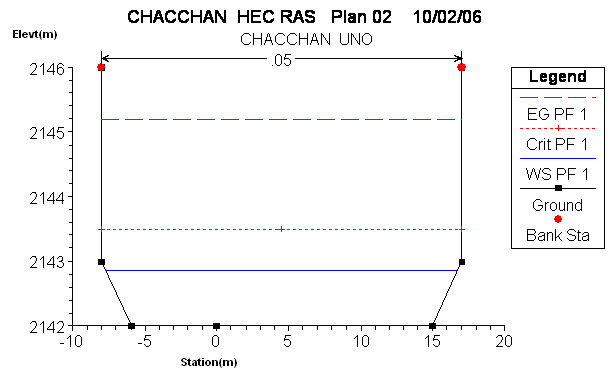 CHACCHAN HEC RAS Plan 02 10/02/06
CHACCHAN UNO
Elevt(m)
.05
2146
2145
2144
2143
2142
-10 -5 0 5 10 15 20
Station(m)
Legend
EG PF 1
Crit PF 1
WS PF 1
Ground
Bank Sta